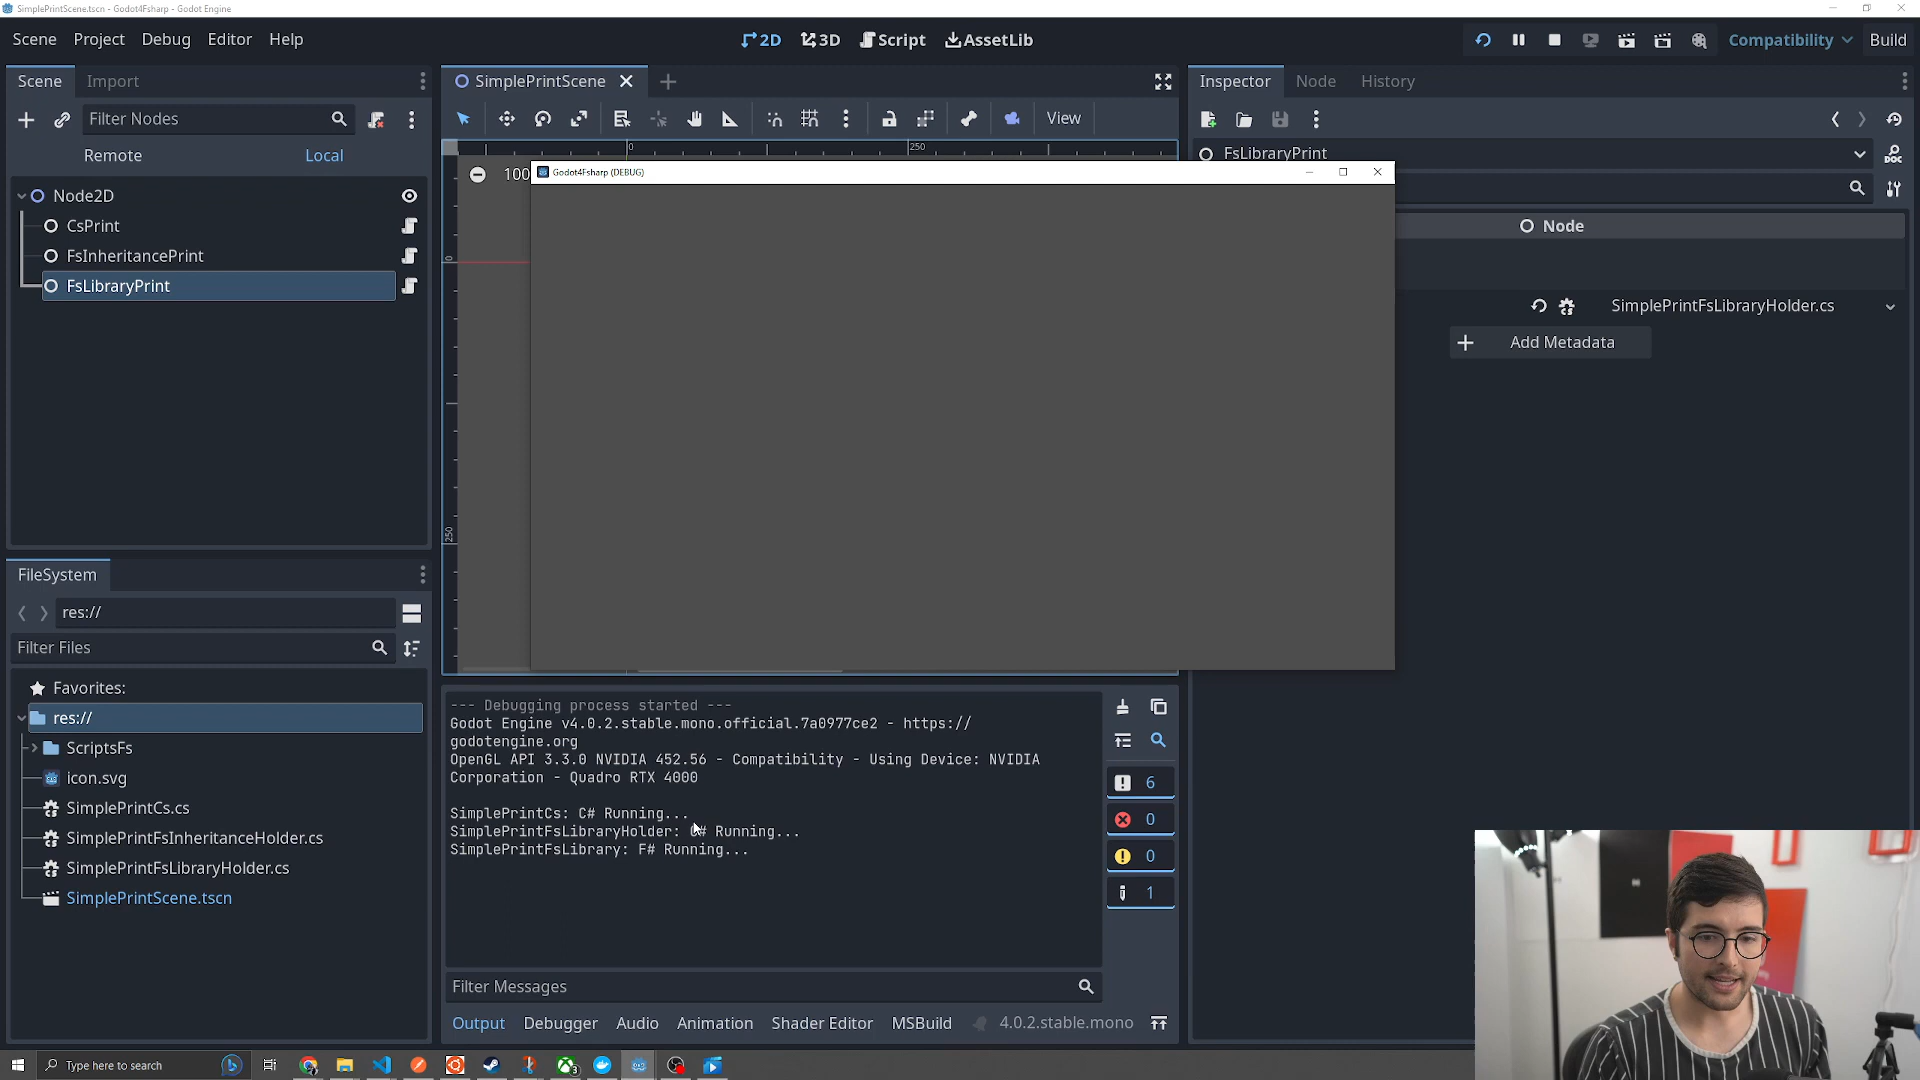 SimplePrintScene.tscn - Godot4Fsharp - Godot Engine
Scene Project Debug Editor Help
2D 3D Script AssetLib
Compatibility Build
Scene Import
SimplePrintScene
Inspector Node History
Filter Nodes
View
Remote Local
0 250
100
Godot4Fsharp (DEBUG)
FsLibraryPrint
DOC
Node2D
CsPrint
FsInheritancePrint
FsLibraryPrint
Node
SimplePrintFsLibraryHolder.cs
Add Metadata
0
250
FileSystem
res://
Filter Files
Favorites:
res://
ScriptsFs
icon.svg
SimplePrintCs.cs
SimplePrintFsInheritanceHolder.cs
SimplePrintFsLibraryHolder.cs
SimplePrintScene.tscn
--- Debugging process started ---
Godot Engine v4.0.2.stable.mono.official.7a0977ce2 - https://
godotengine.org
OpenGL API 3.3.0 NVIDIA 452.56 - Compatibility - Using Device: NVIDIA
Corporation - Quadro RTX 4000
SimplePrintCs: C# Running...
SimplePrintFsLibraryHolder: C# Running...
SimplePrintFsLibrary: F# Running...
6
0
0
1
Filter Messages
Output Debugger Audio Animation Shader Editor MSBuild 4.0.2.stable.mono
Type here to search